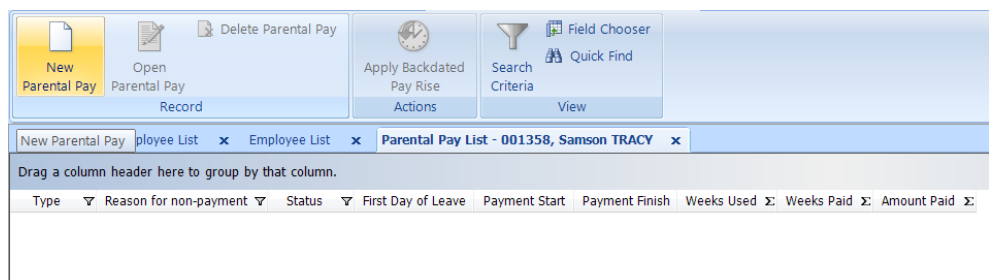 New Parental Pay
Open Parental Pay
Delete Parental Pay
Record
Apply Backdated Pay Rise
Actions
Search Criteria
Field Chooser
Quick Find
View
New Parental Pay
ployee List x
Employee List x
Parental Pay List - 001358, Samson TRACY x
Drag a column header here to group by that column.
Type Reason for non-payment Status First Day of Leave Payment Start Payment Finish Weeks Used Σ Weeks Paid Σ Amount Paid Σ